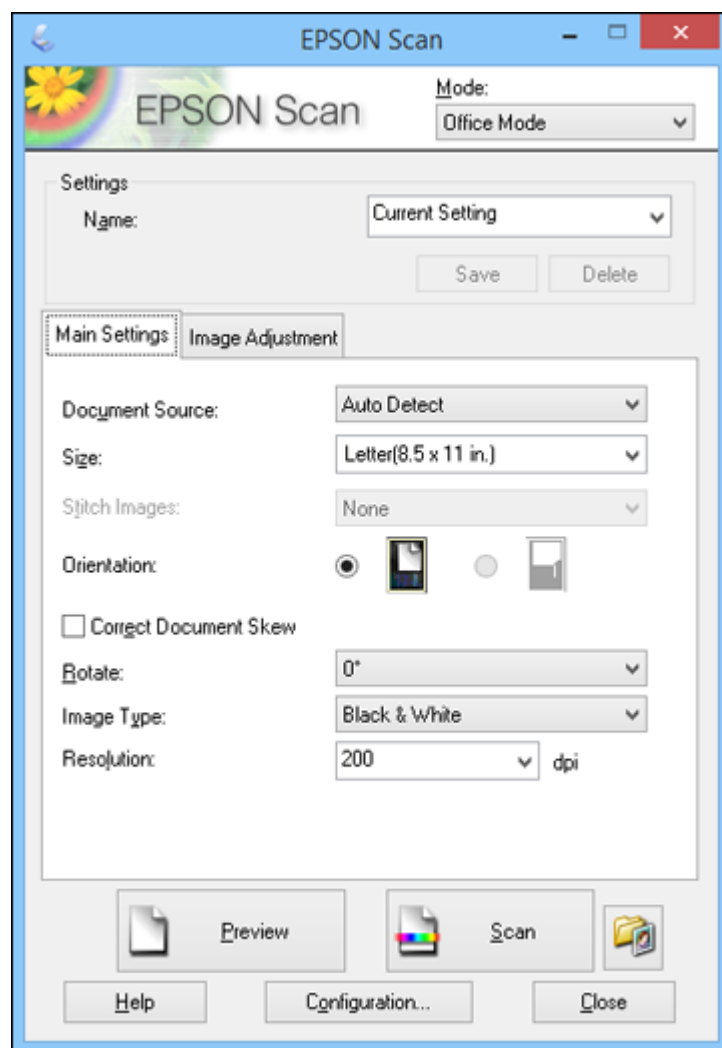 EPSON Scan
EPSON Scan
Mode:
Office Mode
Settings
Name:
Current Setting
Save
Delete
Main Settings
Image Adjustment
Document Source:
Auto Detect
Size:
Letter(8.5 x 11 in.)
Stitch Images:
None
Orientation:
Correct Document Skew
Rotate:
0°
Image Type:
Black & White
Resolution:
200
dpi
Preview
Scan
Help
Configuration...
Close